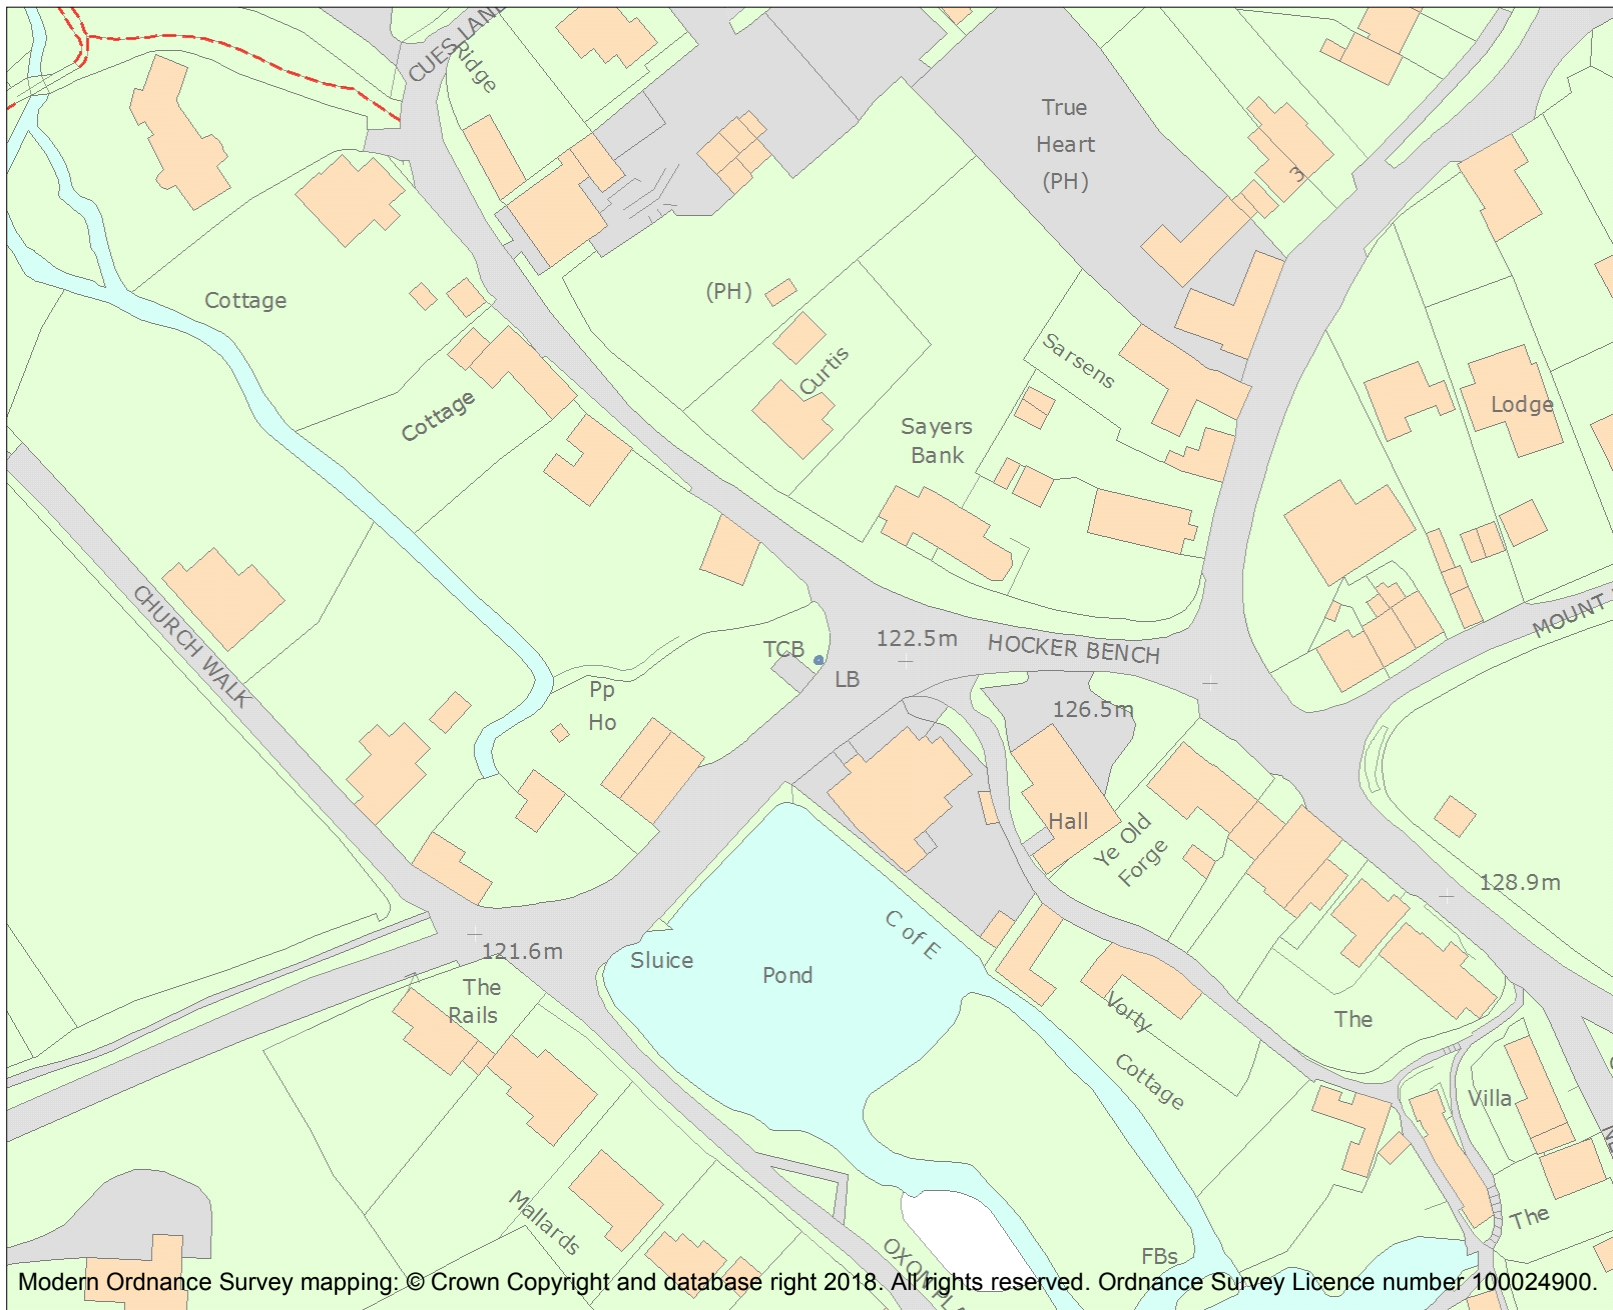 CUES LANE
Ridge
True
Heart
(PH)
3
Cottage
(PH)
Curtis
Sarsens
Cottage
Sayers
Bank
Lodge
CHURCH WALK
MOUNT
TCB
122.5m
HOCKER BENCH
LB
Pp
Ho
126.5m
Hall
Ye Old
Forge
128.9m
C of E
121.6m
Sluice
Pond
The
Rails
Vorty
The
Cottage
Villa
Mallards
The
FBs
OXON PLA
Modern Ordnance Survey mapping: © Crown Copyright and database right 2018. All rights reserved. Ordnance Survey Licence number 100024900.